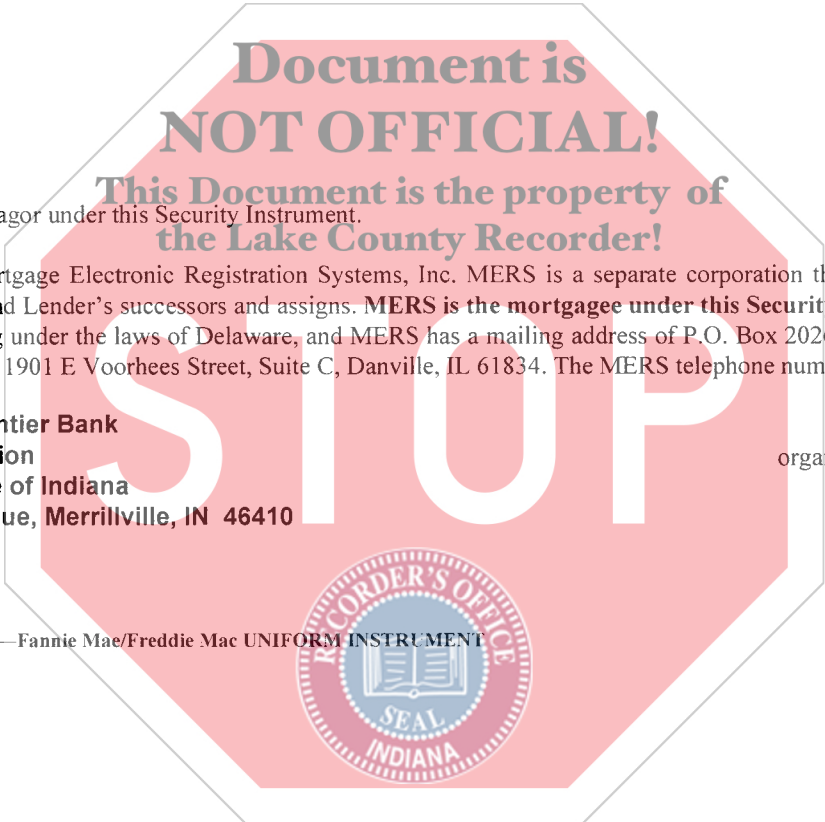 Document is
NOT OFFICIAL!
This Document is the property of
agor under this Security Instrument.
the Lake County Recorder!
rtgage Electronic Registration Systems, Inc. MERS is a separate corporation th
nd Lender's successors and assigns. MERS is the mortgagee under this Securit
g under the laws of Delaware, and MERS has a mailing address of P.O. Box 202
1901 E Voorhees Street, Suite C, Danville, IL 61834. The MERS telephone num
STOP
ntier Bank
ion orga
e of Indiana
ue, Merrillville, IN 46410
—Fannie Mae/Freddie Mac UNIFORM INSTRUMENT
RECORDER'S OFFICE
SEAL
INDIANA